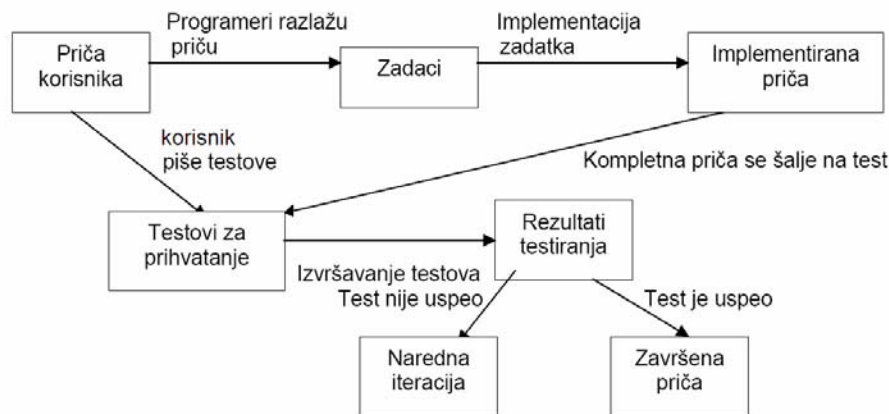 Priča
korisnika
Programeri razlažu
priču
Zadaci
Implementacija
zadatka
Implementirana
priča
korisnik
piše testove
Kompletna priča se šalje na test
Testovi za
prihvatanje
Izvršavanje testova
Rezultati
testiranja
Test nije uspeo
Test je uspeo
Naredna
iteracija
Završena
priča